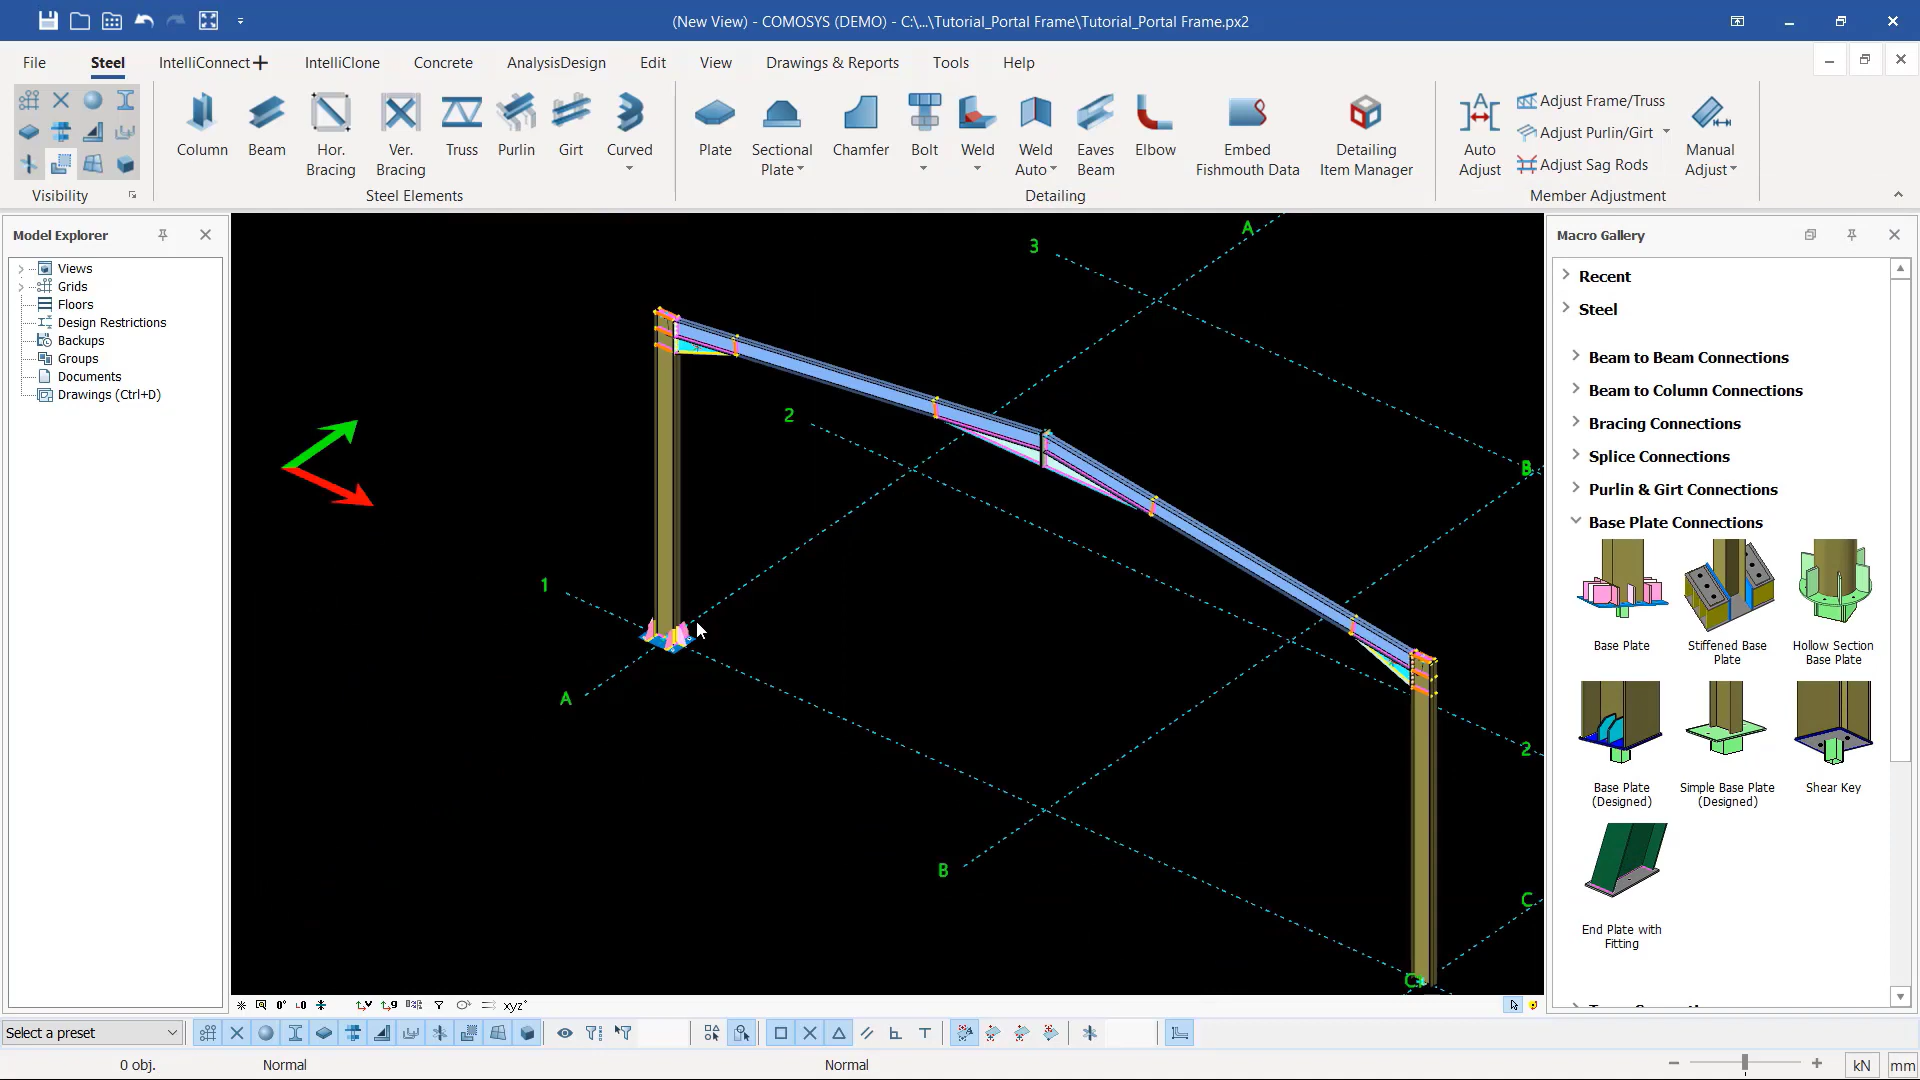 (New View) - COMOSYS (DEMO) - C:\...\Tutorial_Portal Frame\Tutorial_Portal Frame.px2
File Steel IntelliConnect+ IntelliClone Concrete AnalysisDesign Edit View Drawings & Reports Tools Help
Column Beam Hor. Bracing Ver. Bracing Truss Purlin Girt Curved
Plate Sectional Plate Chamfer Bolt Weld Weld Auto Eaves Beam Elbow Embed Fishmouth Data Detailing Item Manager
Auto Adjust
Adjust Frame/Truss
Adjust Purlin/Girt
Adjust Sag Rods
Manual Adjust
Visibility Steel Elements Detailing Member Adjustment
Model Explorer
Views
Grids
Floors
Design Restrictions
Backups
Groups
Documents
Drawings (Ctrl+D)
A
3
2
B
1
A
2
B
C
C
Macro Gallery
Recent
Steel
Beam to Beam Connections
Beam to Column Connections
Bracing Connections
Splice Connections
Purlin & Girt Connections
Base Plate Connections
Base Plate
Stiffened Base Plate
Hollow Section Base Plate
Base Plate (Designed)
Simple Base Plate (Designed)
Shear Key
End Plate with Fitting
xyz
Select a preset
0 obj. Normal Normal kN mm